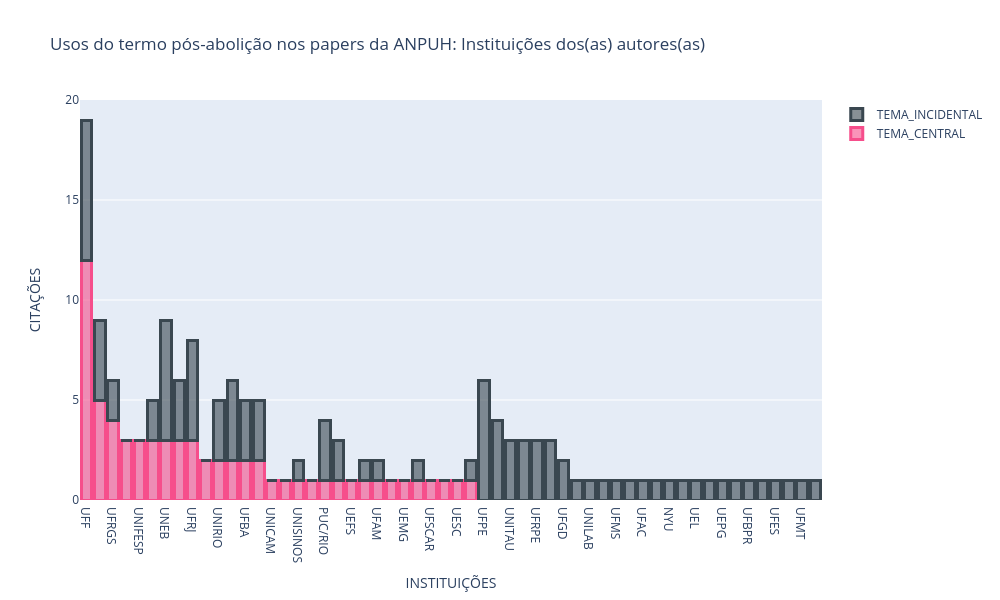 Usos do termo pós-abolição nos papers da ANPUH: Instituições dos(as) autores(as)
20
15
10
5
0
CITAÇÕES
TEMA_INCIDENTAL
TEMA_CENTRAL
UFF
UFRGS
UNIFESP
UNEB
UFRJ
UNIRIO
UFBA
UNICAM
UNISINOS
PUC/RIO
UEFS
UFAM
UEMG
UFSCAR
UESC
UFPE
UNITAU
UFRPE
UFGD
UNILAB
UFMS
UFAC
NYU
UEL
UEPG
UFBPR
UFES
UFMT
INSTITUIÇÕES